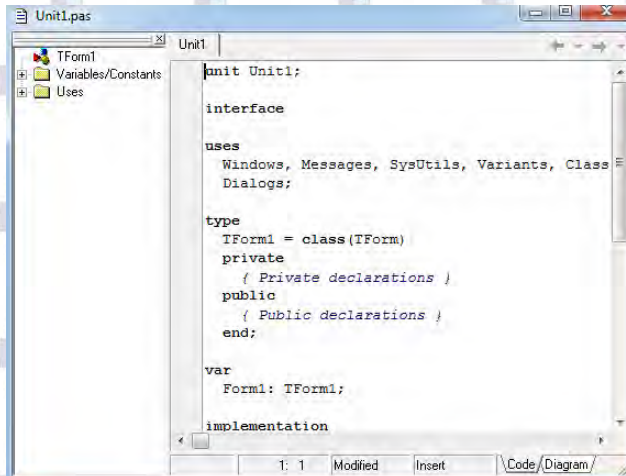 Unit1.pas
TForm1
Variables/Constants
Uses
Unit1
unit Unit1;
interface
uses
Windows, Messages, SysUtils, Variants, Class
Dialogs;
type
TForm1 = class(TForm)
private
{ Private declarations }
public
{ Public declarations }
end;
var
Form1: TForm1;
implementation
1: 1 Modified Insert Code Diagram